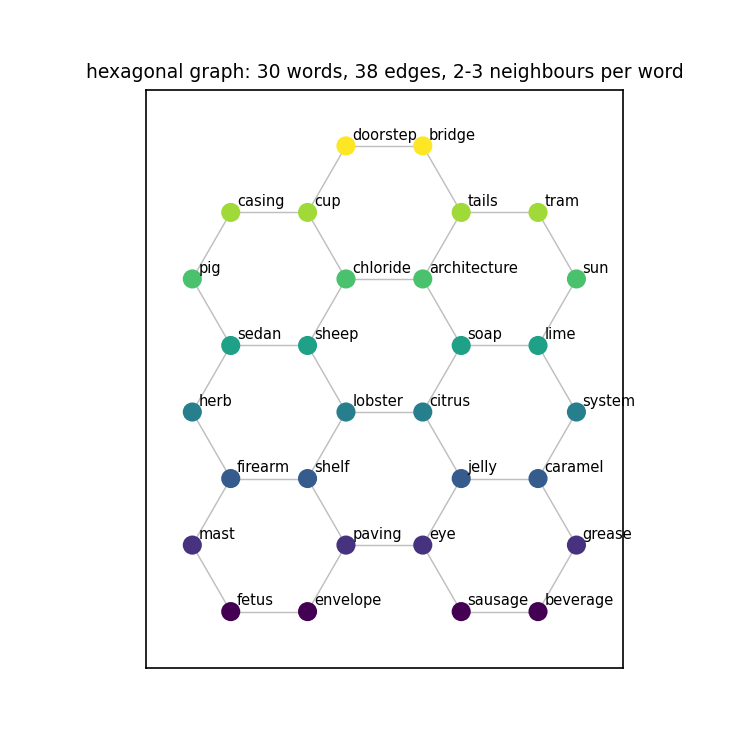 hexagonal graph: 30 words, 38 edges, 2-3 neighbours per word
doorstep bridge
casing cup tails tram
pig chloride architecture sun
sedan sheep soap lime
herb lobster citrus system
firearm shelf jelly caramel
mast paving eye grease
fetus envelope sausage beverage